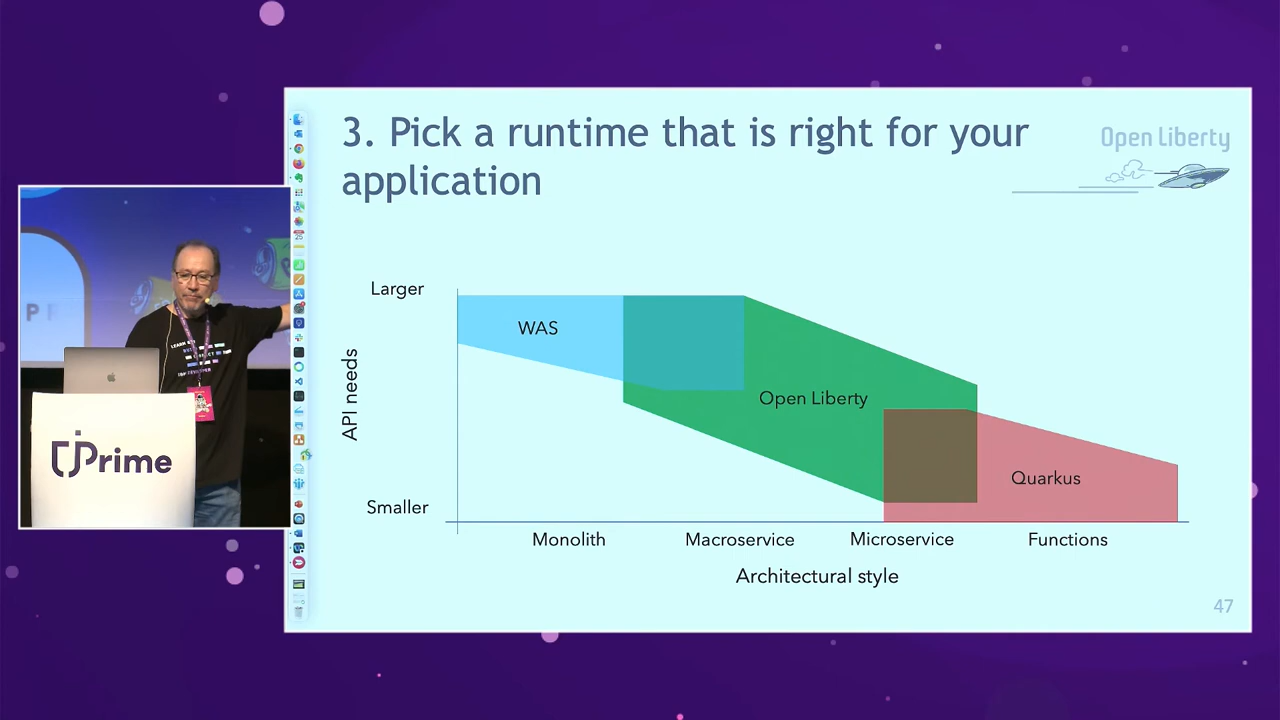 3. Pick a runtime that is right for your
application
Open Liberty
Larger
WAS
API needs
Open Liberty
Quarkus
Smaller
Monolith
Macroservice
Microservice
Functions
Architectural style
47
jPrime